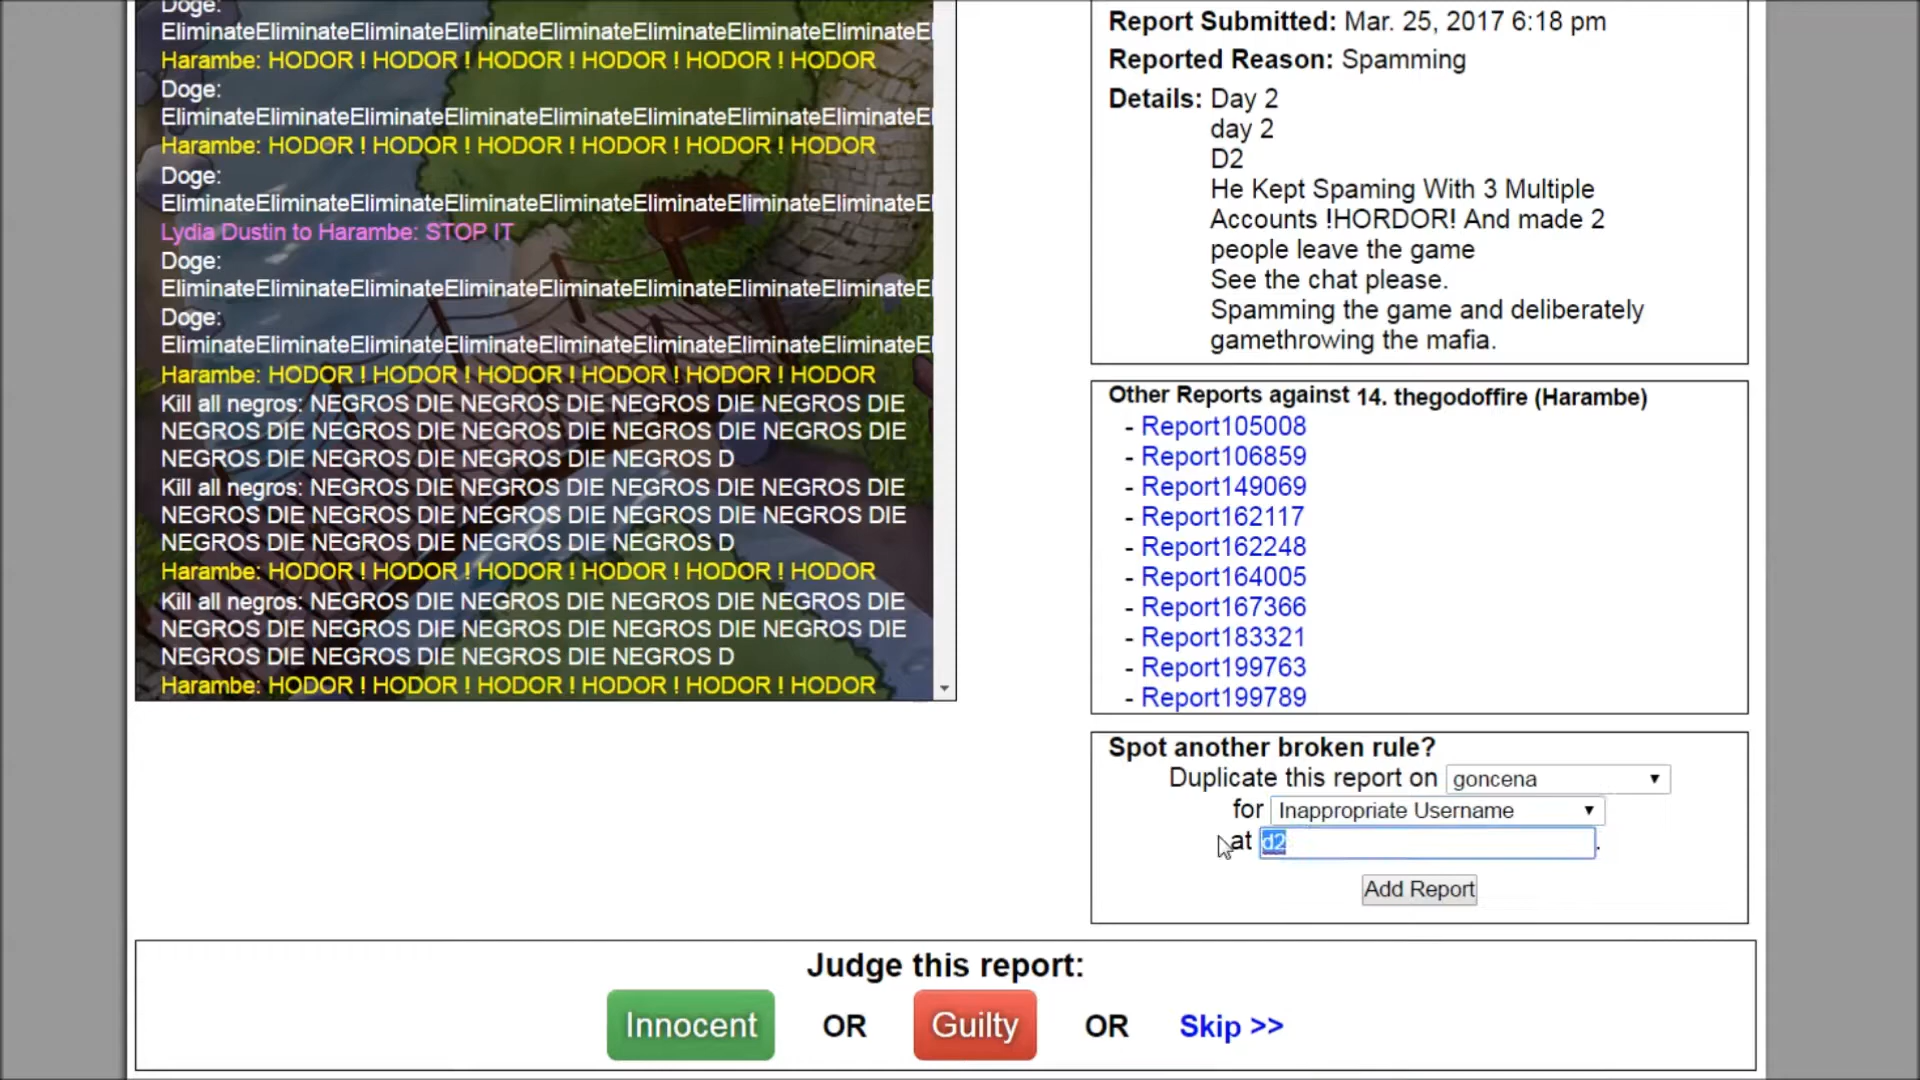 Doge:
EliminateEliminateEliminateEliminateEliminateEliminateEliminateEliminateEl
Harambe: HODOR ! HODOR ! HODOR ! HODOR ! HODOR ! HODOR
Doge:
EliminateEliminateEliminateEliminateEliminateEliminateEliminateEliminateEl
Harambe: HODOR ! HODOR ! HODOR ! HODOR ! HODOR ! HODOR
Doge:
EliminateEliminateEliminateEliminateEliminateEliminateEliminateEliminateEl
Lydia Dustin to Harambe: STOP IT
Doge:
EliminateEliminateEliminateEliminateEliminateEliminateEliminateEliminateEl
Doge:
EliminateEliminateEliminateEliminateEliminateEliminateEliminateEliminateEl
Harambe: HODOR ! HODOR ! HODOR ! HODOR ! HODOR ! HODOR
Kill all negros: NEGROS DIE NEGROS DIE NEGROS DIE NEGROS DIE
NEGROS DIE NEGROS DIE NEGROS DIE NEGROS DIE NEGROS DIE
NEGROS DIE NEGROS DIE NEGROS DIE NEGROS D
Kill all negros: NEGROS DIE NEGROS DIE NEGROS DIE NEGROS DIE
NEGROS DIE NEGROS DIE NEGROS DIE NEGROS DIE NEGROS DIE
NEGROS DIE NEGROS DIE NEGROS DIE NEGROS D
Harambe: HODOR ! HODOR ! HODOR ! HODOR ! HODOR ! HODOR
Kill all negros: NEGROS DIE NEGROS DIE NEGROS DIE NEGROS DIE
NEGROS DIE NEGROS DIE NEGROS DIE NEGROS DIE NEGROS DIE
NEGROS DIE NEGROS DIE NEGROS DIE NEGROS D
Harambe: HODOR ! HODOR ! HODOR ! HODOR ! HODOR ! HODOR
Report Submitted: Mar. 25, 2017 6:18 pm
Reported Reason: Spamming
Details: Day 2
day 2
D2
He Kept Spaming With 3 Multiple
Accounts !HORDOR! And made 2
people leave the game
See the chat please.
Spamming the game and deliberately
gamethrowing the mafia.
Other Reports against 14. thegodoffire (Harambe)
- Report105008
- Report106859
- Report149069
- Report162117
- Report162248
- Report164005
- Report167366
- Report183321
- Report199763
- Report199789
Spot another broken rule?
Duplicate this report on goncena
for Inappropriate Username
at d2.
Add Report
Judge this report:
Innocent OR Guilty OR Skip >>